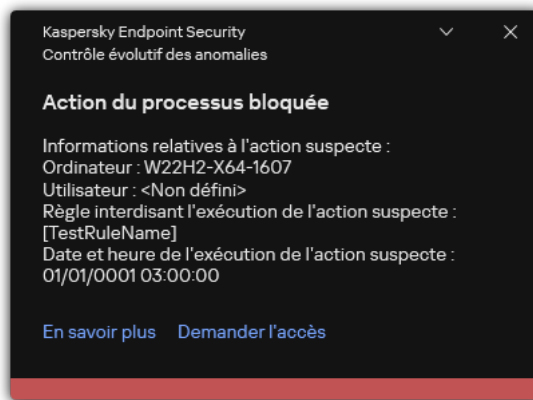 Kaspersky Endpoint Security
Contrôle évolutif des anomalies
Action du processus bloquée
Informations relatives à l'action suspecte :
Ordinateur : W22H2-X64-1607
Utilisateur : <Non défini>
Règle interdisant l'exécution de l'action suspecte :
[TestRuleName]
Date et heure de l'exécution de l'action suspecte :
01/01/0001 03:00:00
En savoir plus Demander l'accès